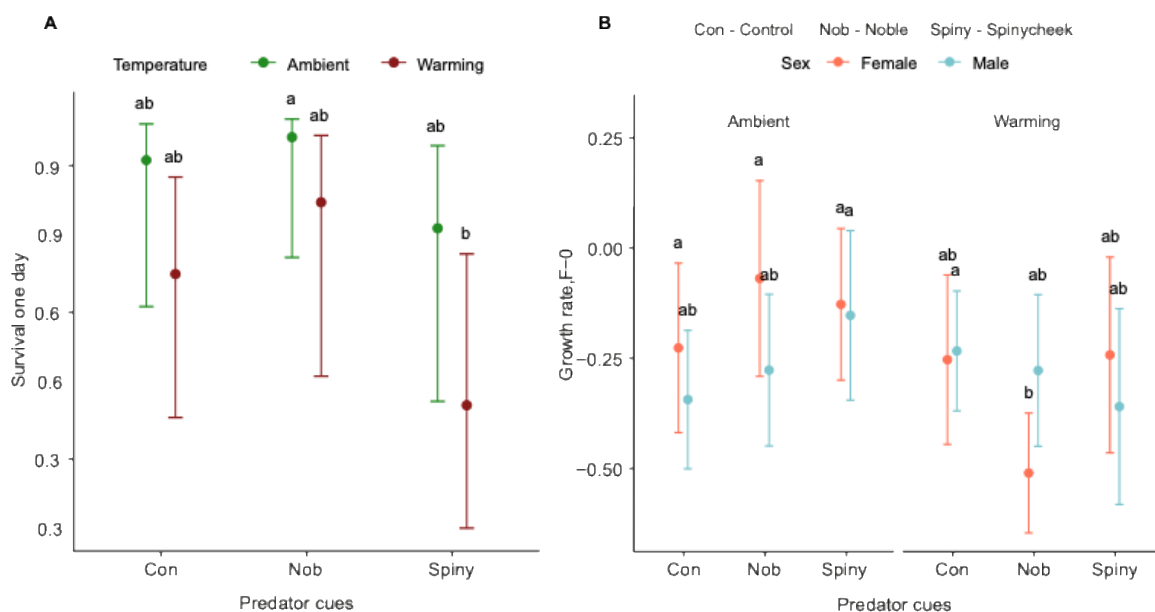 A
Temperature Ambient Warming
ab
a
ab
ab
ab
b
0.9
0.9
0.6
0.6
0.3
0.3
Survival one day
Con Nob Spiny
Predator cues
B
Con - Control Nob - Noble Spiny - Spinycheek
Sex Female Male
Ambient Warming
0.25
0.00
−0.25
−0.50
Growth rate,F−0
a
ab
a
ab
a
a
ab
a
b
ab
ab
ab
Con Nob Spiny Con Nob Spiny
Predator cues